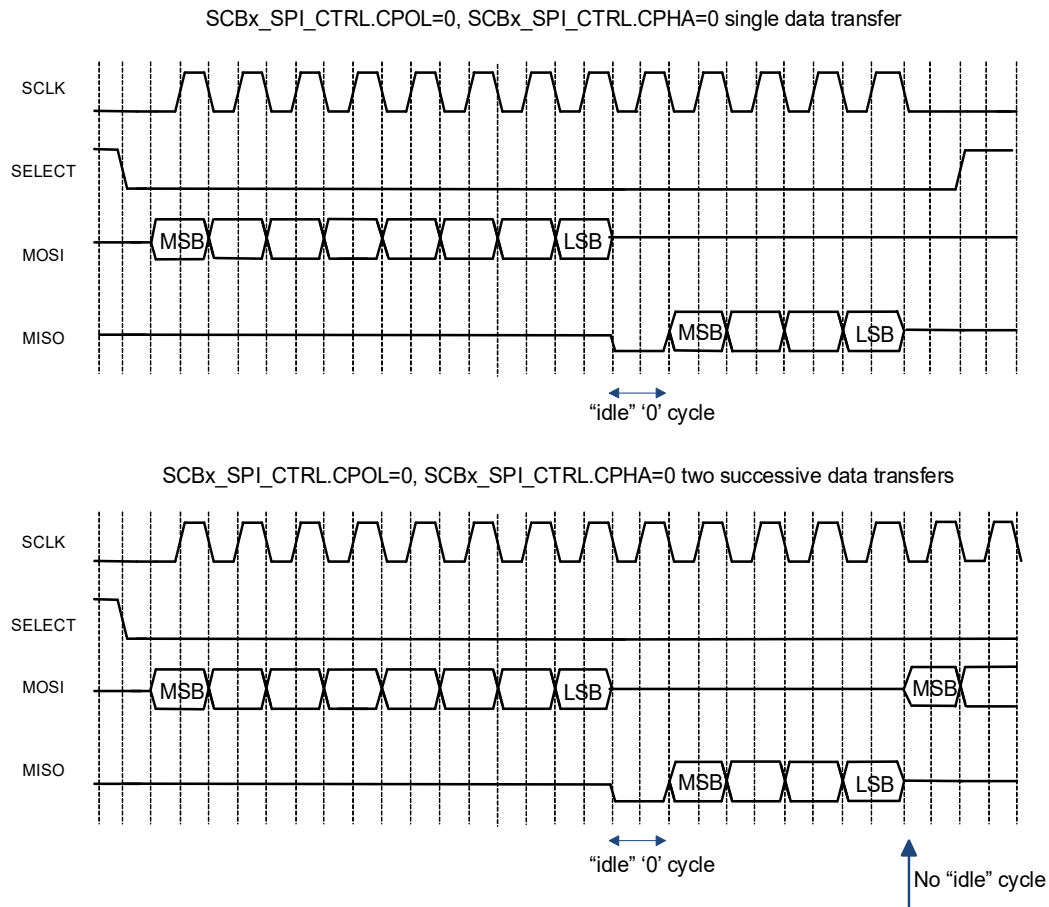 SCBx_SPI_CTRL.CPOL=0, SCBx_SPI_CTRL.CPHA=0 single data transfer
SCLK
SELECT
MOSI
MSB
LSB
MISO
MSB
LSB
“idle” ‘0’ cycle
SCBx_SPI_CTRL.CPOL=0, SCBx_SPI_CTRL.CPHA=0 two successive data transfers
SCLK
SELECT
MOSI
MSB
LSB
MSB
MISO
MSB
LSB
“idle” ‘0’ cycle
No “idle” cycle